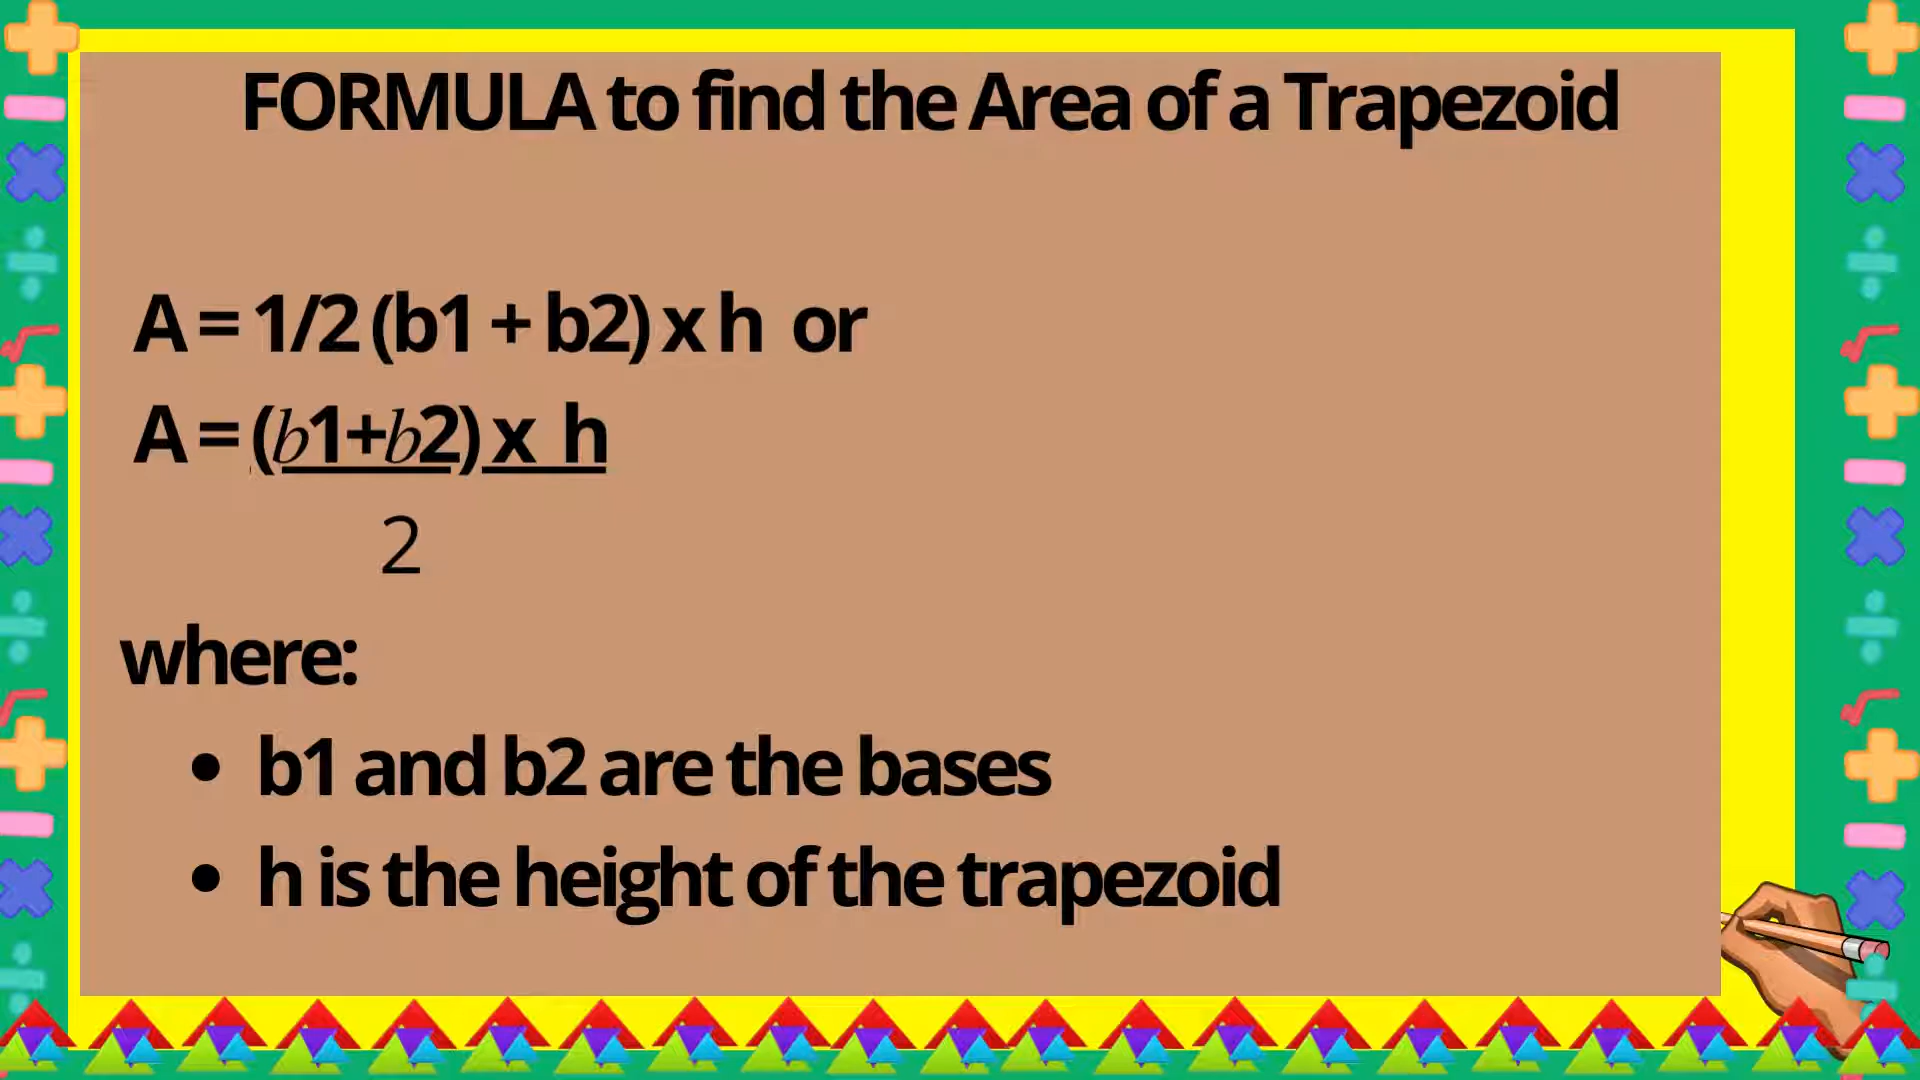 FORMULA to find the Area of a Trapezoid
A = 1/2 (b1 + b2) x h or
A = (𝑏1+𝑏2) x h
2
where:
• b1 and b2 are the bases
• h is the height of the trapezoid